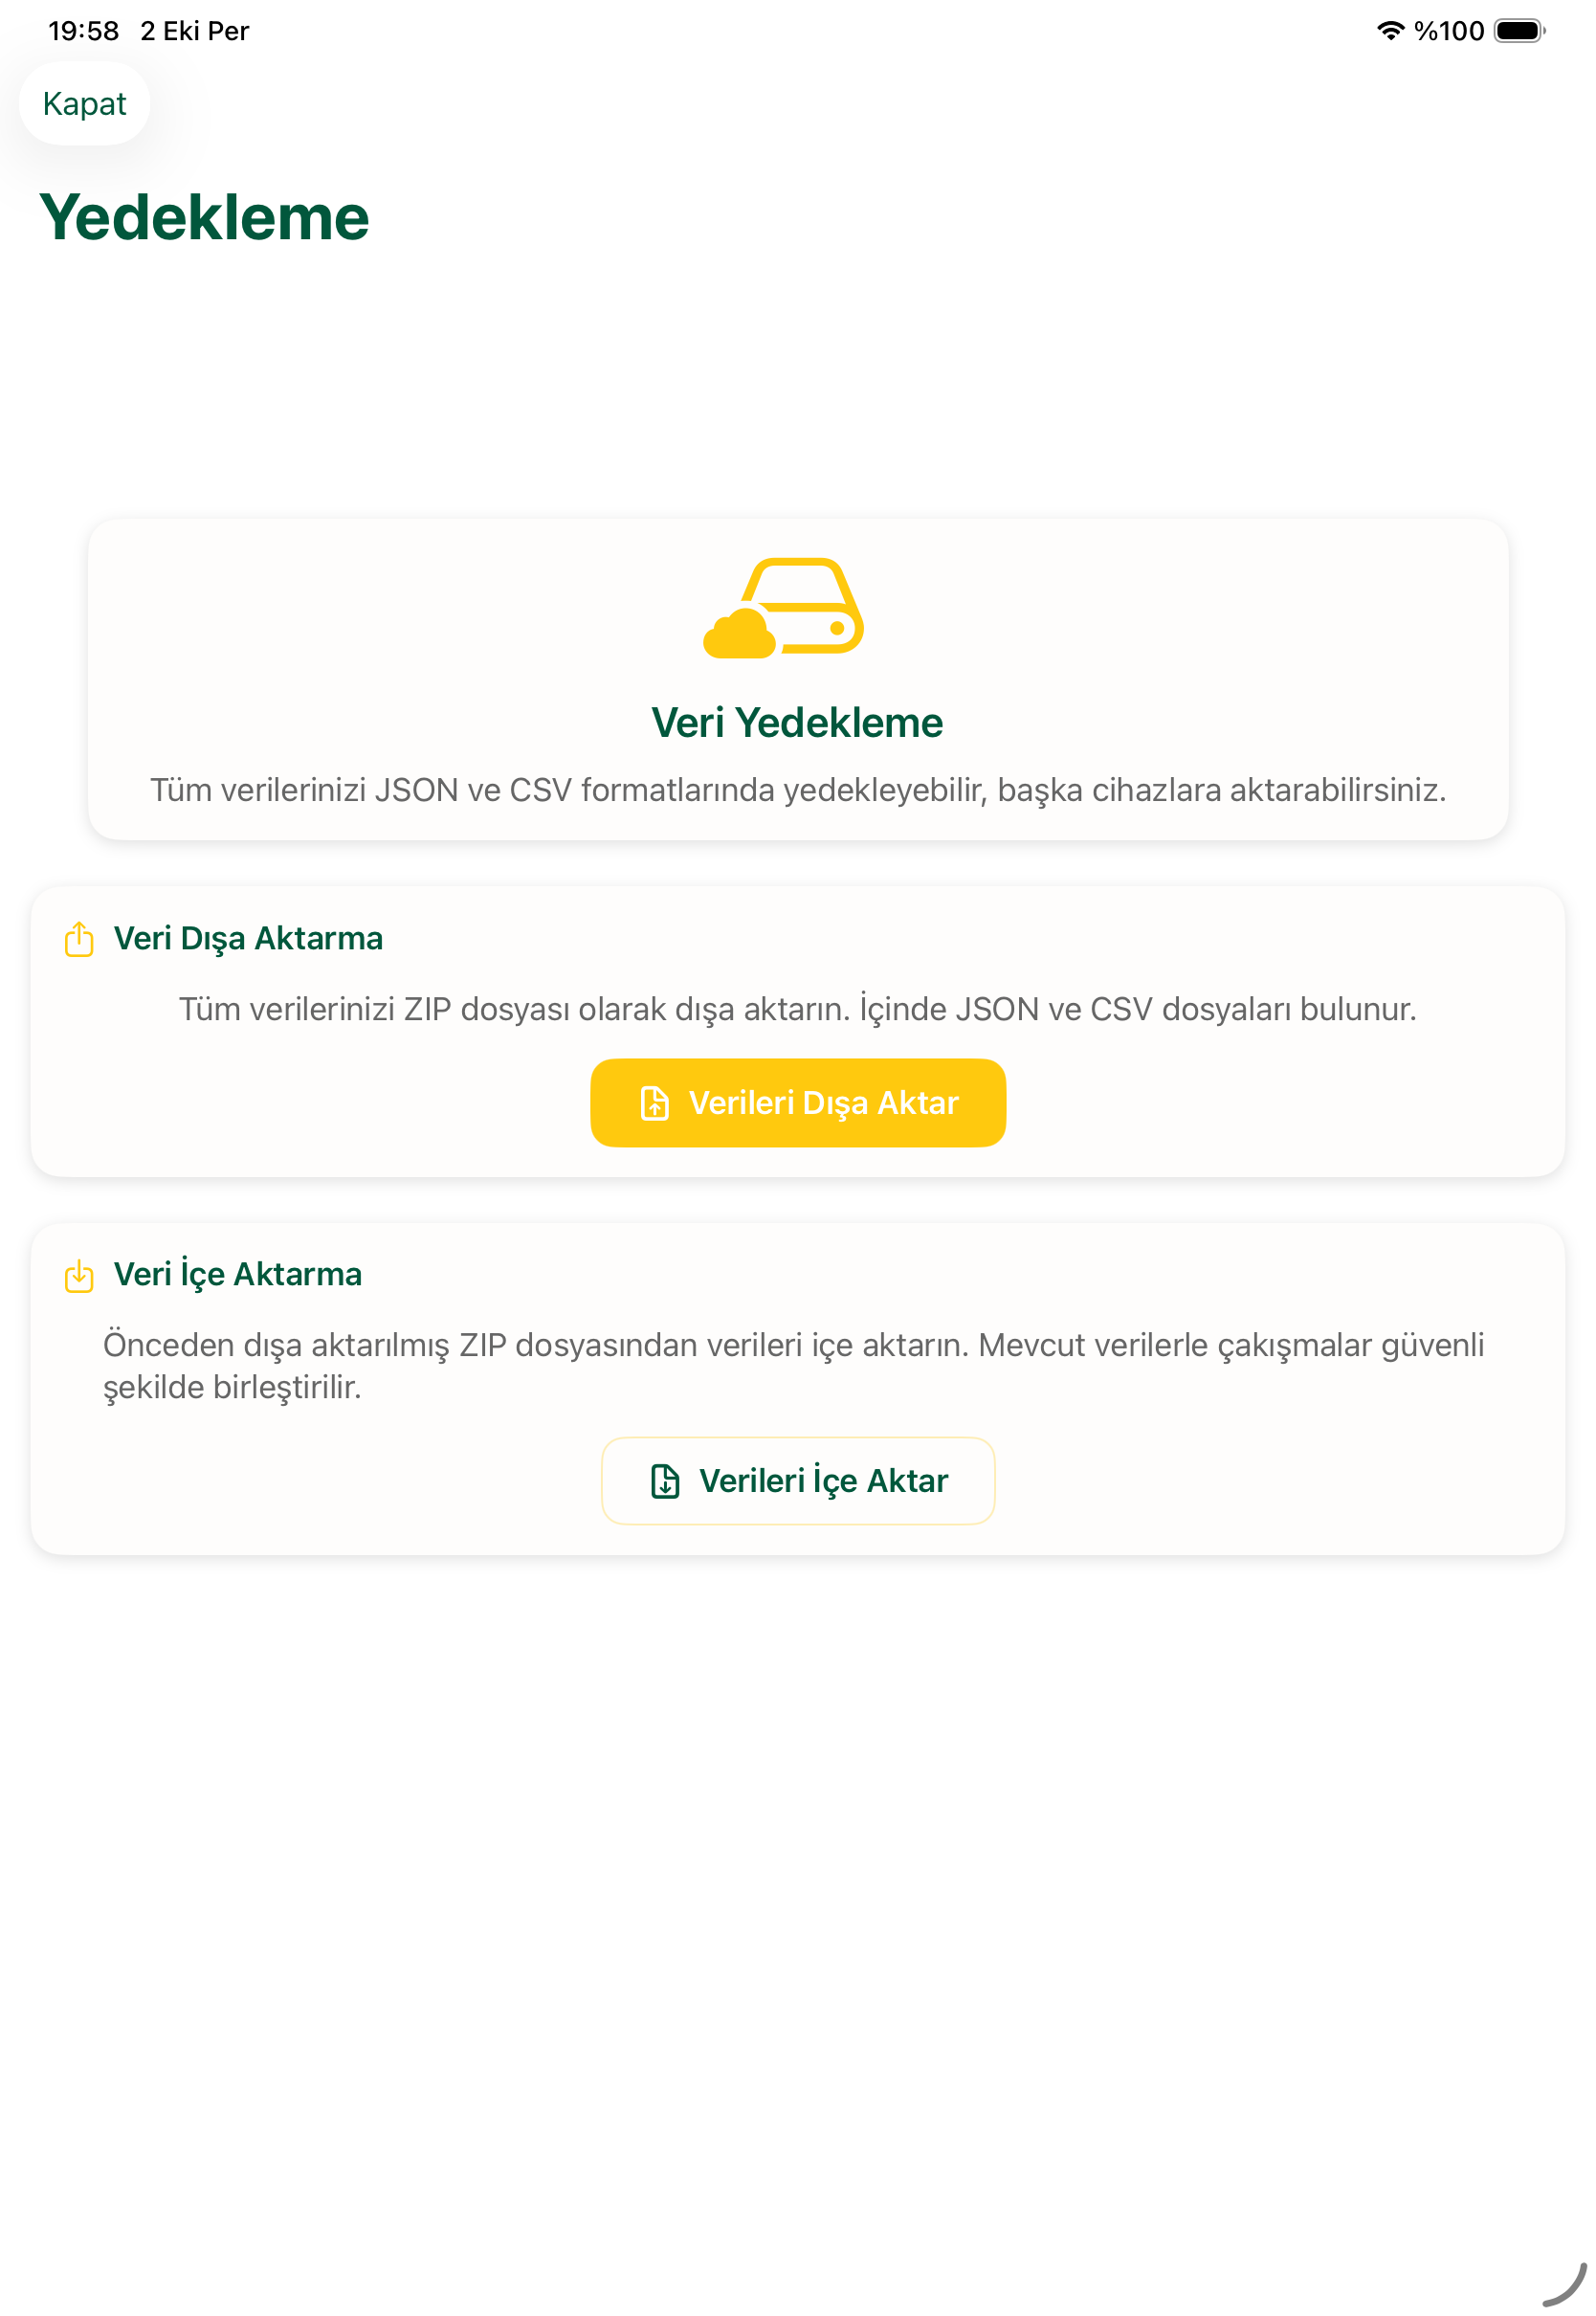 19:58 2 Eki Per %100
Kapat
Yedekleme
Veri Yedekleme
Tüm verilerinizi JSON ve CSV formatlarında yedekleyebilir, başka cihazlara aktarabilirsiniz.
Veri Dışa Aktarma
Tüm verilerinizi ZIP dosyası olarak dışa aktarın. İçinde JSON ve CSV dosyaları bulunur.
Verileri Dışa Aktar
Veri İçe Aktarma
Önceden dışa aktarılmış ZIP dosyasından verileri içe aktarın. Mevcut verilerle çakışmalar güvenli
şekilde birleştirilir.
Verileri İçe Aktar